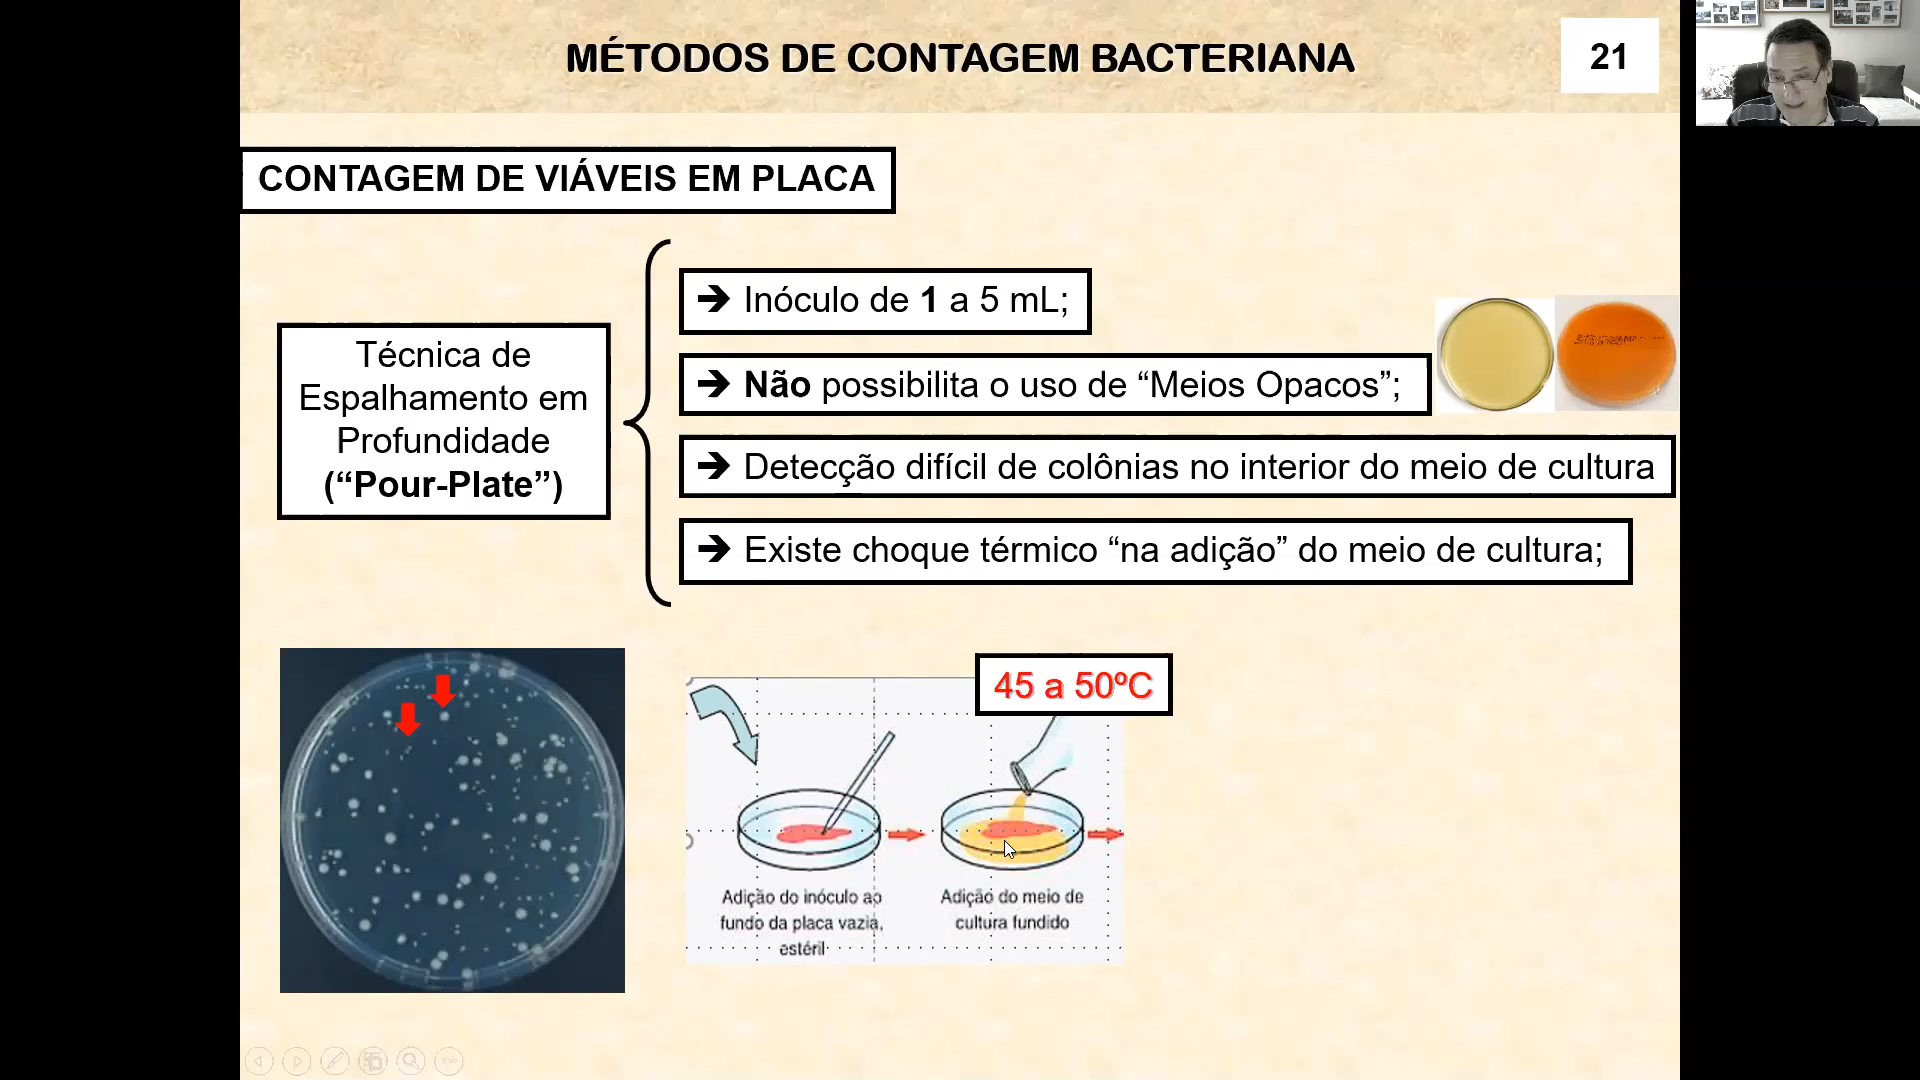 MÉTODOS DE CONTAGEM BACTERIANA
21
CONTAGEM DE VIÁVEIS EM PLACA
Técnica de
Espalhamento em
Profundidade
(“Pour-Plate”)
➔ Inóculo de 1 a 5 mL;
➔ Não possibilita o uso de “Meios Opacos”;
➔ Detecção difícil de colônias no interior do meio de cultura
➔ Existe choque térmico “na adição” do meio de cultura;
45 a 50ºC
Adição do inóculo ao
fundo da placa vazia,
estéril
Adição do meio de
cultura fundido